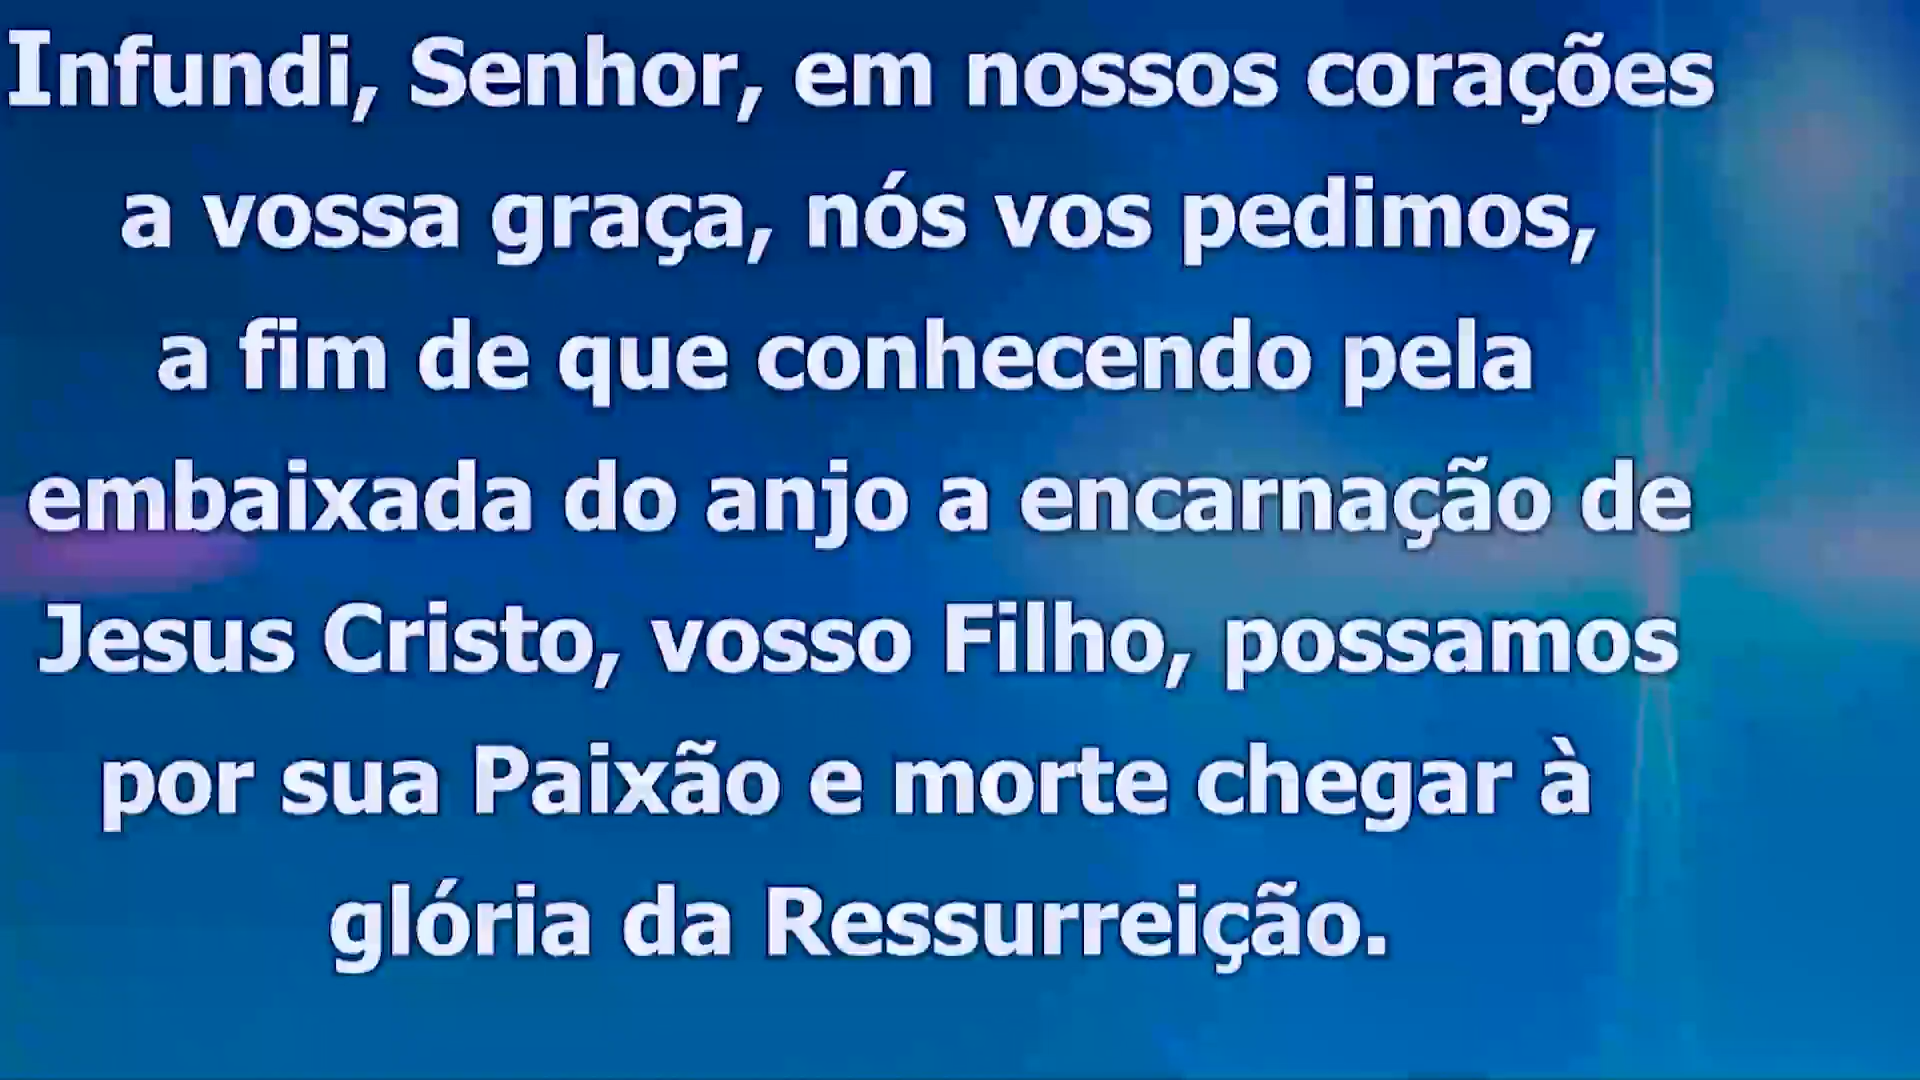 Infundi, Senhor, em nossos corações
a vossa graça, nós vos pedimos,
a fim de que conhecendo pela
embaixada do anjo a encarnação de
Jesus Cristo, vosso Filho, possamos
por sua Paixão e morte chegar à
glória da Ressurreição.